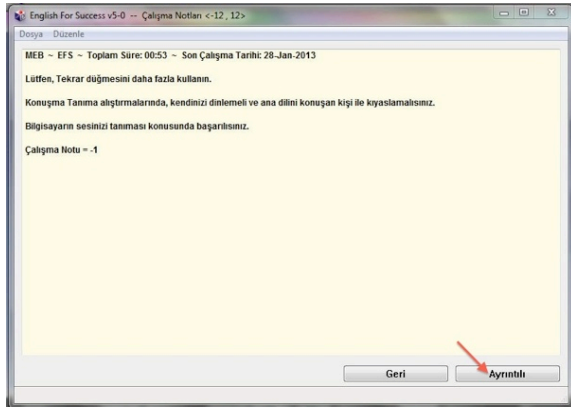 English For Success v5-0 -- Çalışma Notları <-12, 12>
Dosya Düzenle
MEB ~ EFS ~ Toplam Süre: 00:53 ~ Son Çalışma Tarihi: 28-Jan-2013
Lütfen, Tekrar düğmesini daha fazla kullanın.
Konuşma Tanıma alıştırmalarında, kendinizi dinlemeli ve ana dilini konuşan kişi ile kıyaslamalısınız.
Bilgisayarın sesinizi tanıması konusunda başarılısınız.
Çalışma Notu = -1
Geri Ayrıntılı